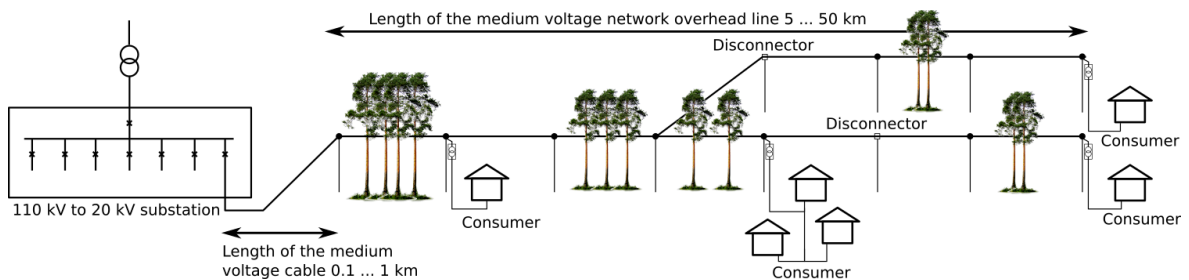 Length of the medium voltage network overhead line 5 ... 50 km
Disconnector
Consumer
Disconnector
110 kV to 20 kV substation
Consumer
Consumer
Length of the medium
voltage cable 0.1 ... 1 km
Consumer